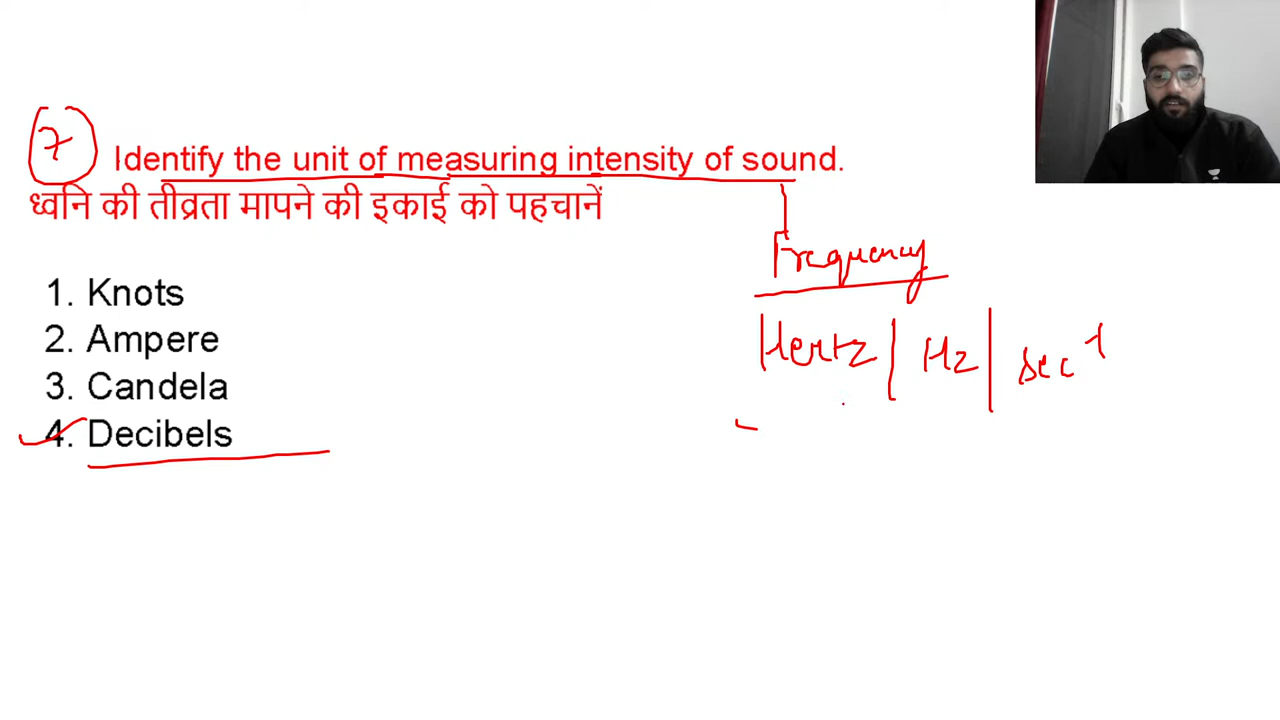 7
Identify the unit of measuring intensity of sound.
ध्वनि की तीव्रता मापने की इकाई को पहचानें
Frequency
Hertz | Hz | sec⁻¹
1. Knots
2. Ampere
3. Candela
4. Decibels